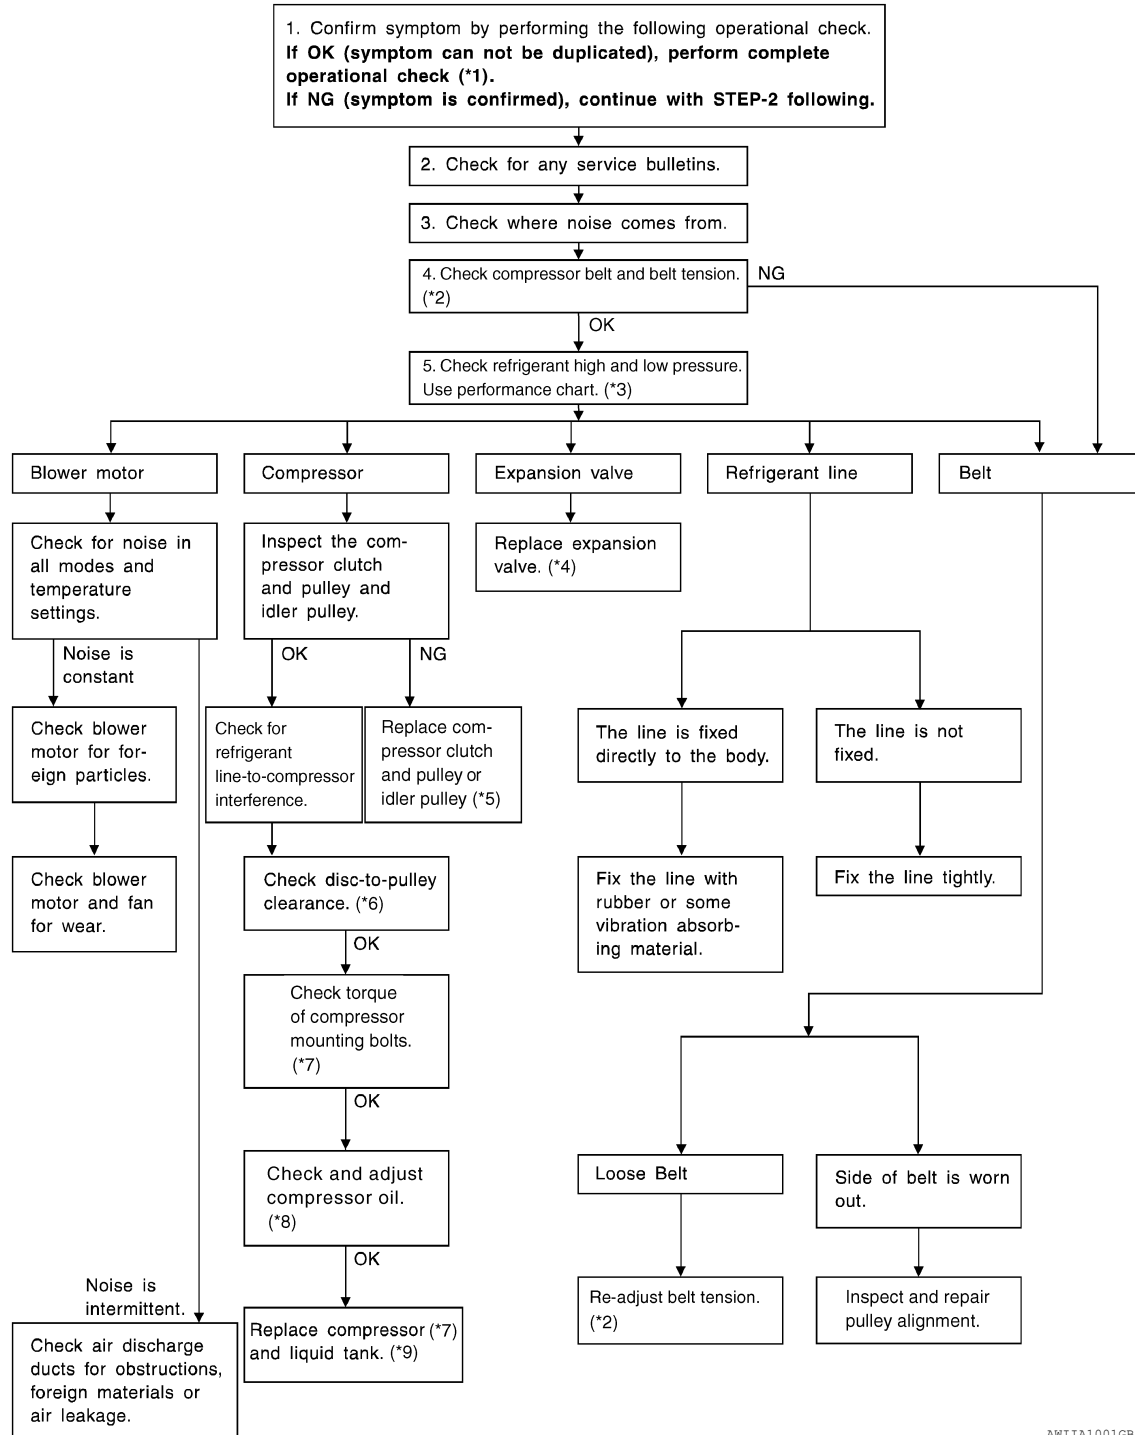 1. Confirm symptom by performing the following operational check.
If OK (symptom can not be duplicated), perform complete
operational check (*1).
If NG (symptom is confirmed), continue with STEP-2 following.
2. Check for any service bulletins.
3. Check where noise comes from.
4. Check compressor belt and belt tension.
(*2)
NG
OK
5. Check refrigerant high and low pressure.
Use performance chart. (*3)
Blower motor
Compressor
Expansion valve
Refrigerant line
Belt
Check for noise in
all modes and
temperature
settings.
Inspect the com-
pressor clutch
and pulley and
idler pulley.
Replace expansion
valve. (*4)
Noise is
constant
OK
NG
Check blower
motor for for-
eign particles.
Check for
refrigerant
line-to-compressor
interference.
Replace com-
pressor clutch
and pulley or
idler pulley (*5)
The line is fixed
directly to the body.
The line is not
fixed.
Check blower
motor and fan
for wear.
Check disc-to-pulley
clearance. (*6)
Fix the line with
rubber or some
vibration absorb-
ing material.
Fix the line tightly.
OK
Check torque
of compressor
mounting bolts.
(*7)
OK
Check and adjust
compressor oil.
(*8)
Loose Belt
Side of belt is worn
out.
OK
Noise is
intermittent.
Re-adjust belt tension.
(*2)
Inspect and repair
pulley alignment.
Replace compressor (*7)
and liquid tank. (*9)
Check air discharge
ducts for obstructions,
foreign materials or
air leakage.
AWIIA1001GB